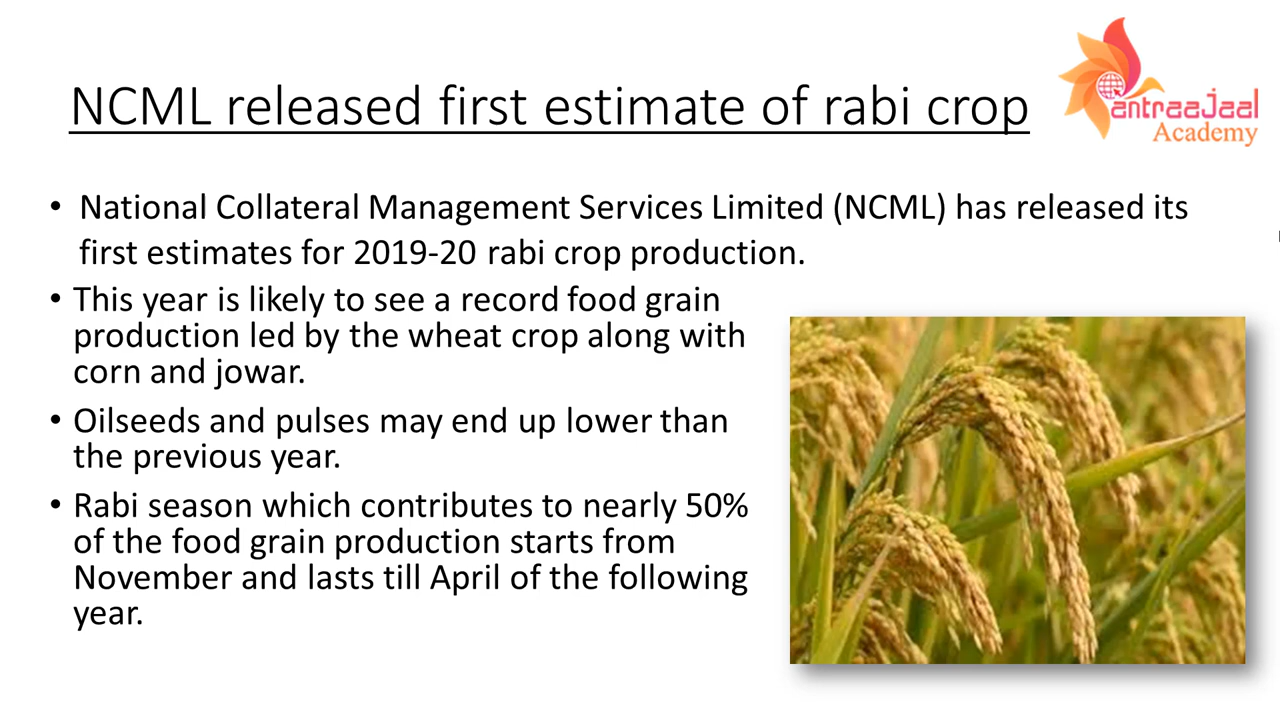 NCML released first estimate of rabi crop
antraajaal
Academy
• National Collateral Management Services Limited (NCML) has released its
first estimates for 2019-20 rabi crop production.
• This year is likely to see a record food grain
production led by the wheat crop along with
corn and jowar.
• Oilseeds and pulses may end up lower than
the previous year.
• Rabi season which contributes to nearly 50%
of the food grain production starts from
November and lasts till April of the following
year.